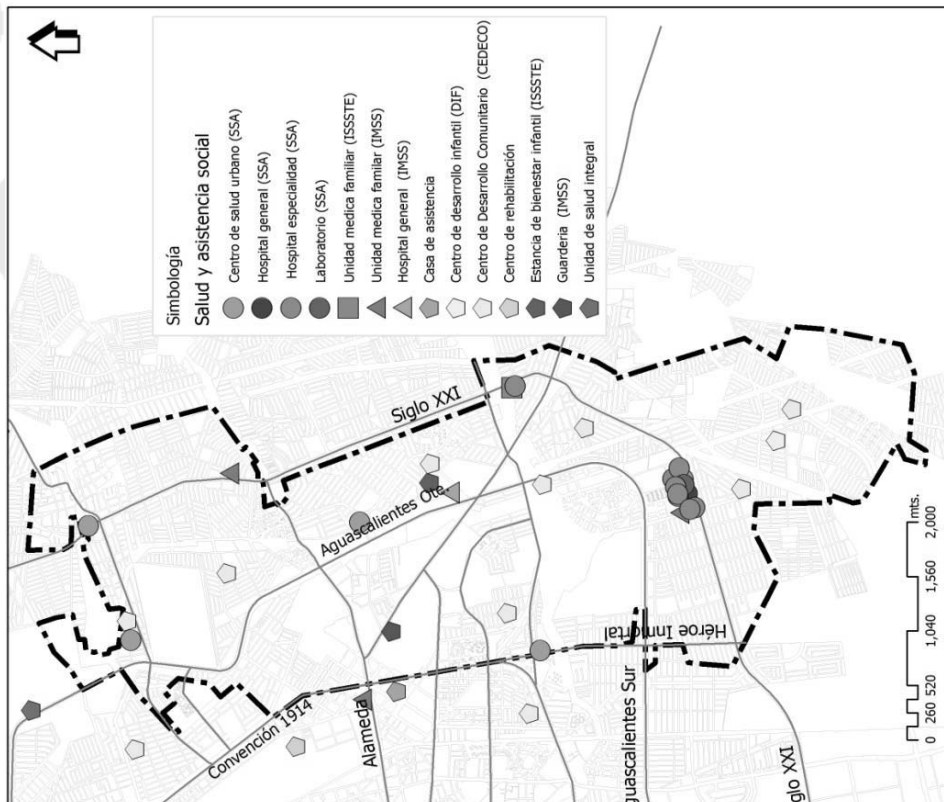 Simbología
Salud y asistencia social
Centro de salud urbano (SSA)
Hospital general (SSA)
Hospital especialidad (SSA)
Laboratorio (SSA)
Unidad medica familiar (ISSSTE)
Unidad medica familar (IMSS)
Hospital general (IMSS)
Casa de asistencia
Centro de desarrollo infantil (DIF)
Centro de Desarrollo Comunitario (CEDECO)
Centro de rehabilitación
Estancia de bienestar infantil (ISSSTE)
Guardería (IMSS)
Unidad de salud integral
Siglo XXI
Aguascalientes Ote.
Convención 1914
Alameda
Héroe Inmortal
guascalientes Sur
iglo XXI
0 260 520 1,040 1,560 2,000
mts.